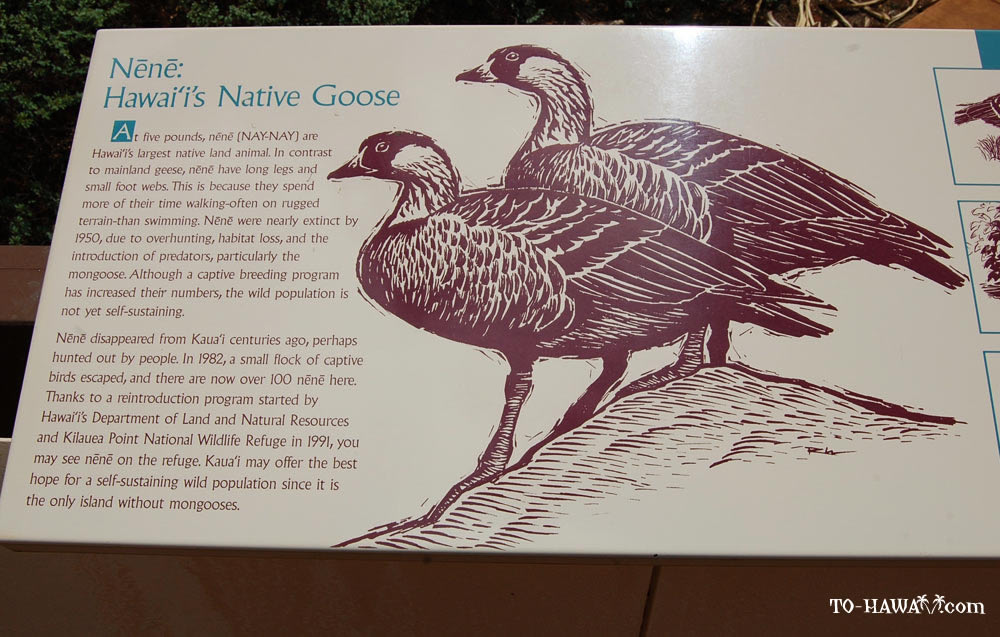 Nēnē:
Hawai‘i’s Native Goose
At five pounds, nēnē (NAY-NAY) are
Hawai‘i’s largest native land animal. In contrast
to mainland geese, nēnē have long legs and
small foot webs. This is because they spend
more of their time walking-often on rugged
terrain-than swimming. Nēnē were nearly extinct by
1950, due to overhunting, habitat loss, and the
introduction of predators, particularly the
mongoose. Although a captive breeding program
has increased their numbers, the wild population is
not yet self-sustaining.
Nēnē disappeared from Kaua‘i centuries ago, perhaps
hunted out by people. In 1982, a small flock of captive
birds escaped, and there are now over 100 nēnē here.
Thanks to a reintroduction program started by
Hawai‘i’s Department of Land and Natural Resources
and Kilauea Point National Wildlife Refuge in 1991, you
may see nēnē on the refuge. Kaua‘i may offer the best
hope for a self-sustaining wild population since it is
the only island without mongooses.
TO-HAWAII.com